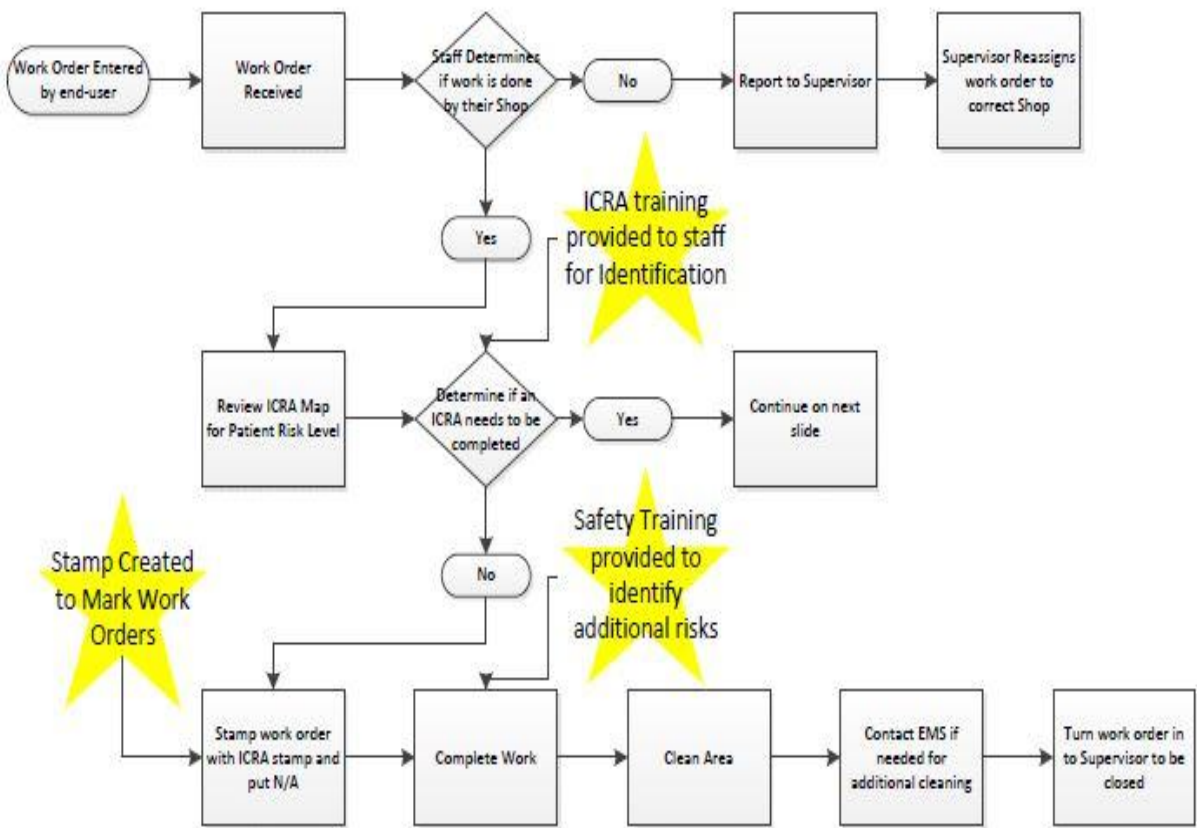 Work Order Entered
by end-user
Work Order
Received
Staff Determines
if work is done
by their Shop
No
Report to Supervisor
Supervisor Reassigns
work order to
correct Shop
Yes
ICRA training
provided to staff
for Identification
Review ICRA Map
for Patient Risk Level
Determine if an
ICRA needs to be
completed
Yes
Continue on next
slide
Stamp Created
to Mark Work
Orders
No
Safety Training
provided to
identify
additional risks
Stamp work order
with ICRA stamp and
put N/A
Complete Work
Clean Area
Contact EMS if
needed for
additional cleaning
Turn work order in
to Supervisor to be
closed